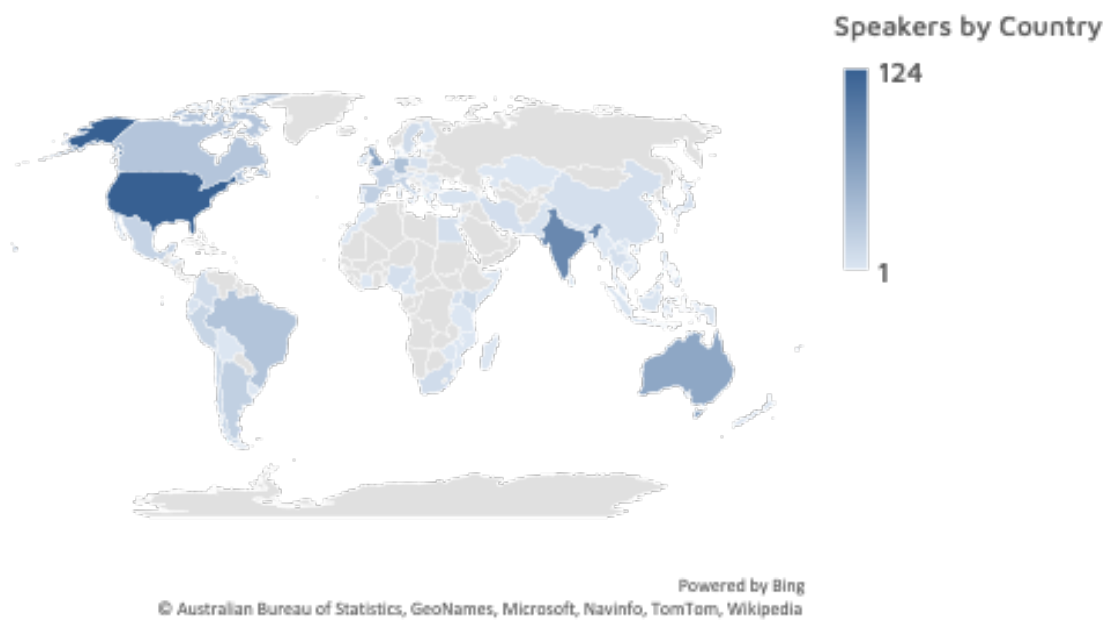 Speakers by Country
124
1
Powered by Bing
© Australian Bureau of Statistics, GeoNames, Microsoft, Navinfo, TomTom, Wikipedia